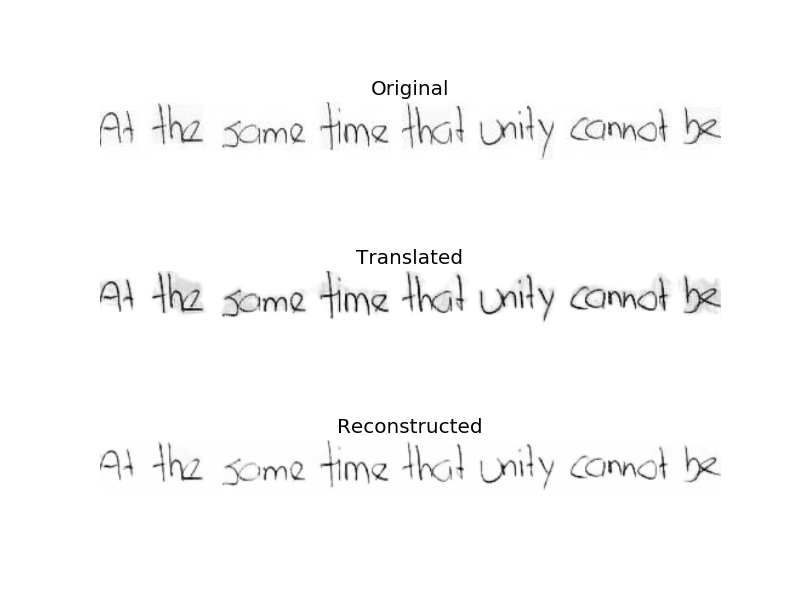 Original
At the same time that unity cannot be
Translated
At the same time that unity cannot be
Reconstructed
At the same time that unity cannot be